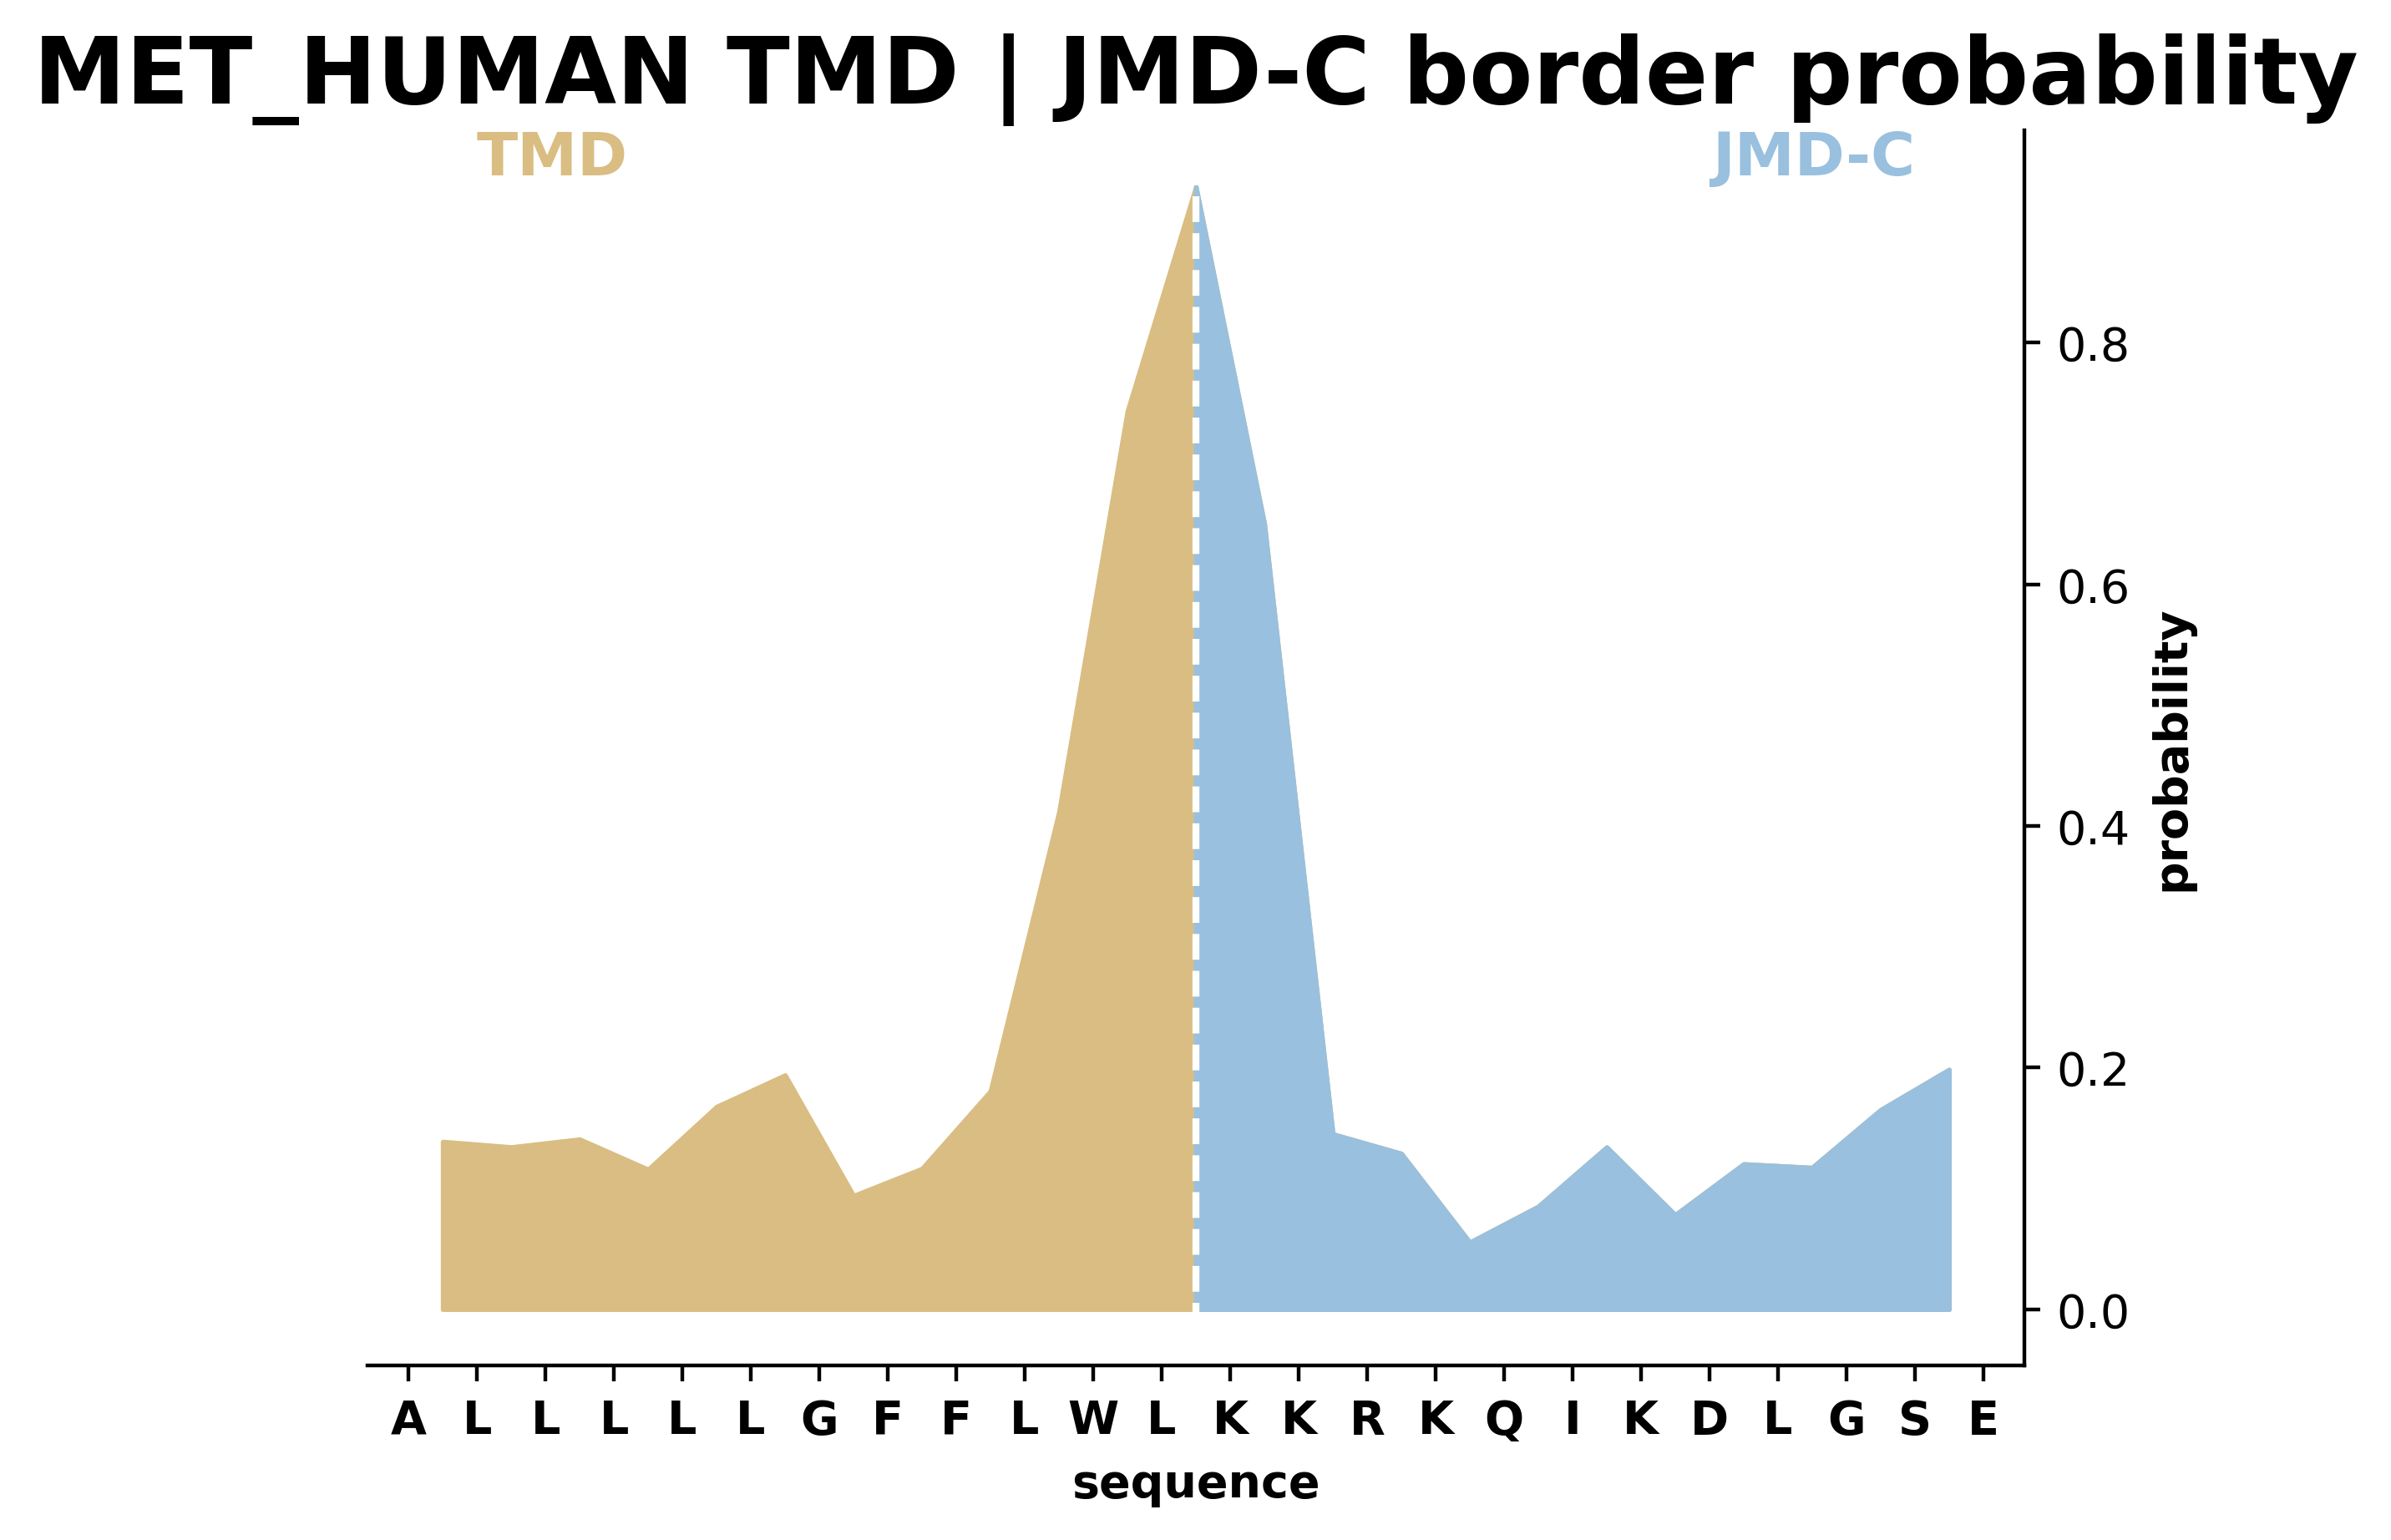 MET_HUMAN TMD | JMD-C border probability
TMD JMD-C
0.8
0.6
0.4
0.2
0.0
probability
A L L L L L G F F L W L K K R K Q I K D L G S E
sequence